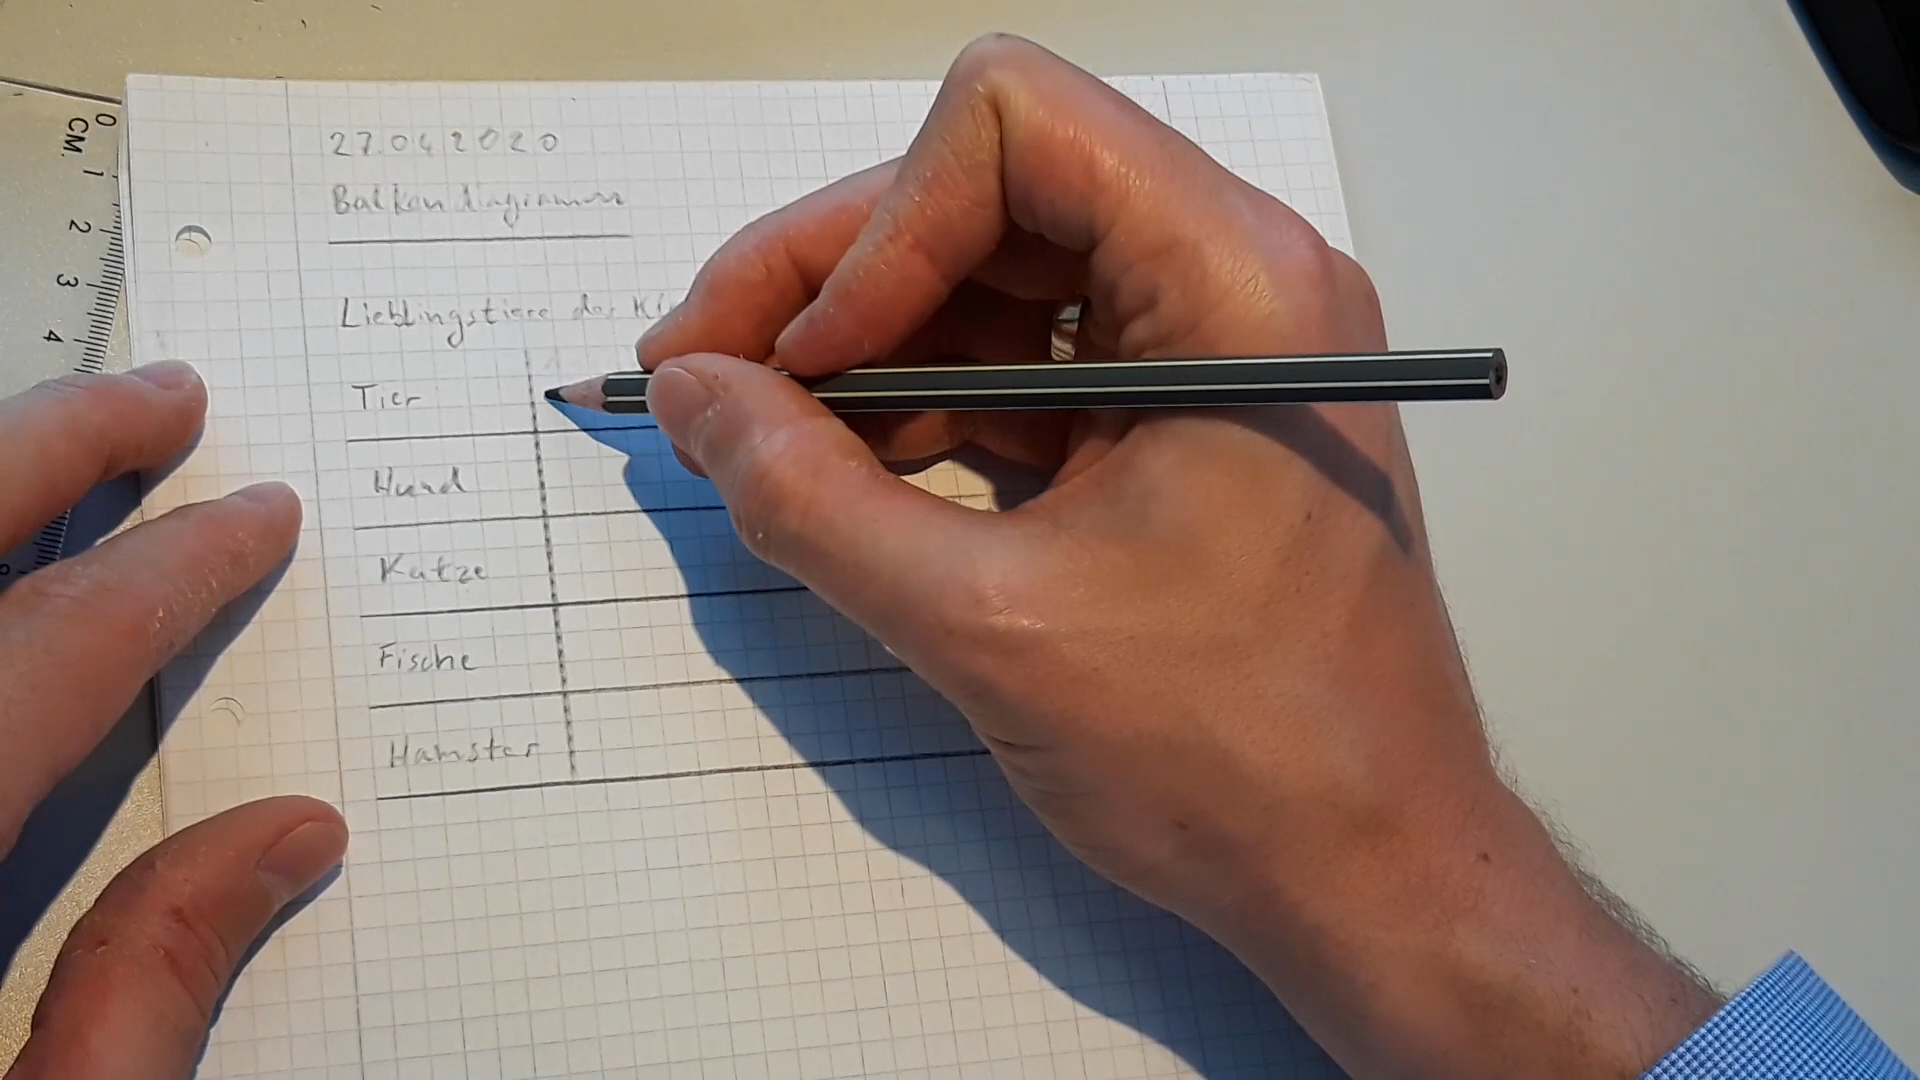 27.04.2020
Balkendiagramm
Lieblingstiere der
Tier
Hund
Katze
Fische
Hamster
0
CM. 1
2
3
4